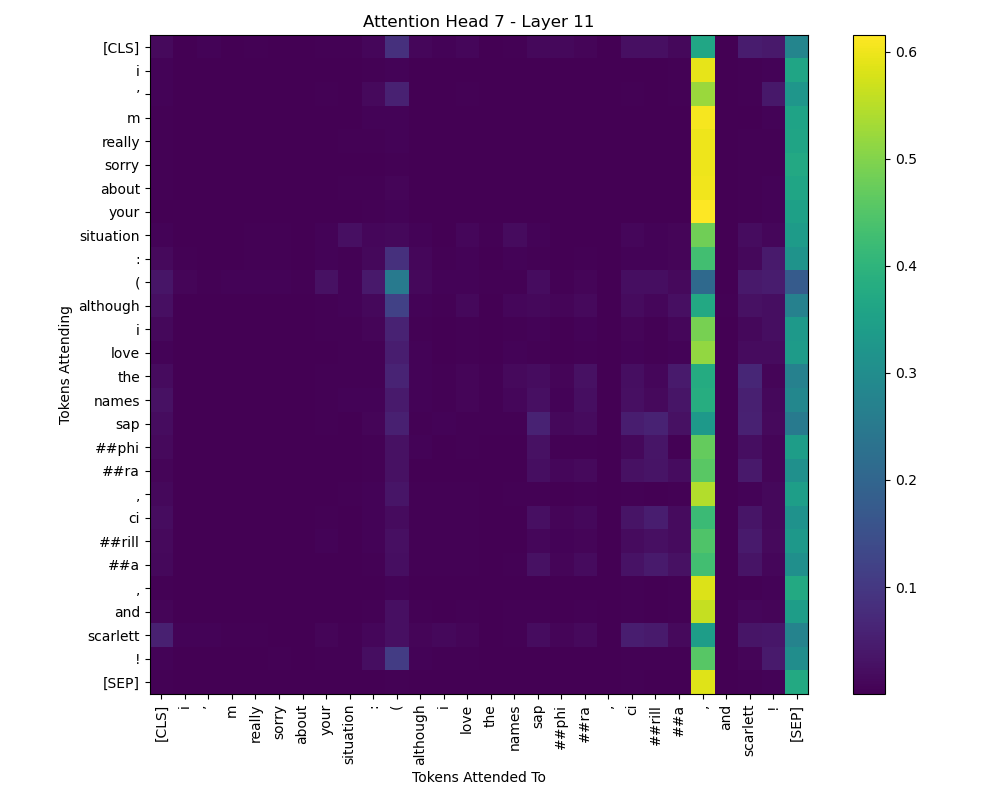 Attention Head 7 - Layer 11
Tokens Attending
[CLS]
i
’
m
really
sorry
about
your
situation
:
(
although
i
love
the
names
sap
##phi
##ra
,
ci
##rill
##a
,
and
scarlett
!
[SEP]
[CLS]
i
’
m
really
sorry
about
your
situation
:
(
although
i
love
the
names
sap
##phi
##ra
,
ci
##rill
##a
,
and
scarlett
!
[SEP]
Tokens Attended To
0.6
0.5
0.4
0.3
0.2
0.1